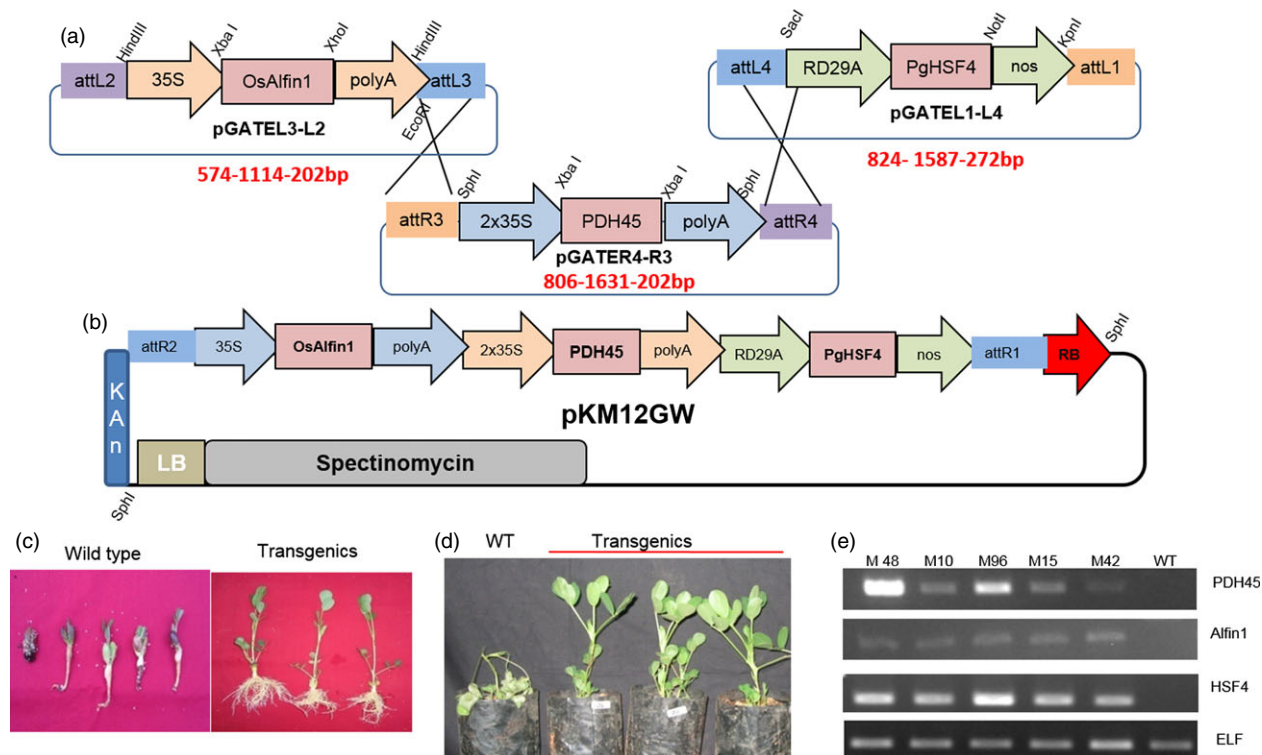 (a)
HindIII
Xba I
XhoI
HindIII
attL2
35S
OsAlfin1
polyA
attL3
EcoRI
pGATEL3-L2
574-1114-202bp
SacI
NotI
KpnI
attL4
RD29A
PgHSF4
nos
attL1
pGATEL1-L4
824- 1587-272bp
SphI
Xba I
Xba I
SphI
attR3
2x35S
PDH45
polyA
attR4
pGATER4-R3
806-1631-202bp
(b)
attR2
35S
OsAlfin1
polyA
2x35S
PDH45
polyA
RD29A
PgHSF4
nos
attR1
RB
SphI
KAn
pKM12GW
LB
Spectinomycin
SphI
(c)
Wild type
Transgenics
(d)
WT
Transgenics
(e)
M 48
M10
M96
M15
M42
WT
PDH45
Alfin1
HSF4
ELF